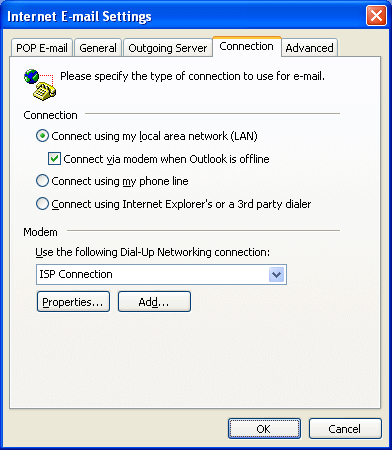 Internet E-mail Settings
POP E-mail General Outgoing Server Connection Advanced
Please specify the type of connection to use for e-mail.
Connection
Connect using my local area network (LAN)
Connect via modem when Outlook is offline
Connect using my phone line
Connect using Internet Explorer's or a 3rd party dialer
Modem
Use the following Dial-Up Networking connection:
ISP Connection
Properties... Add...
OK Cancel